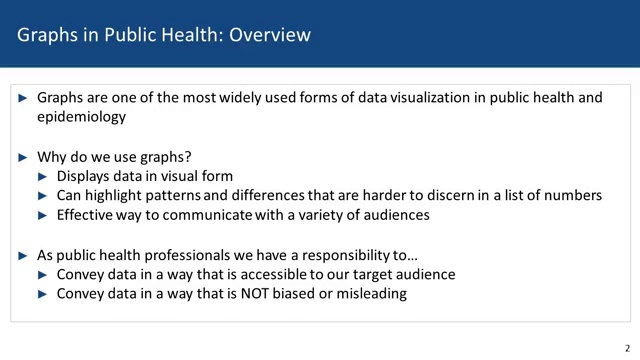 Graphs in Public Health: Overview
► Graphs are one of the most widely used forms of data visualization in public health and
epidemiology
► Why do we use graphs?
► Displays data in visual form
► Can highlight patterns and differences that are harder to discern in a list of numbers
► Effective way to communicate with a variety of audiences
► As public health professionals we have a responsibility to…
► Convey data in a way that is accessible to our target audience
► Convey data in a way that is NOT biased or misleading
2